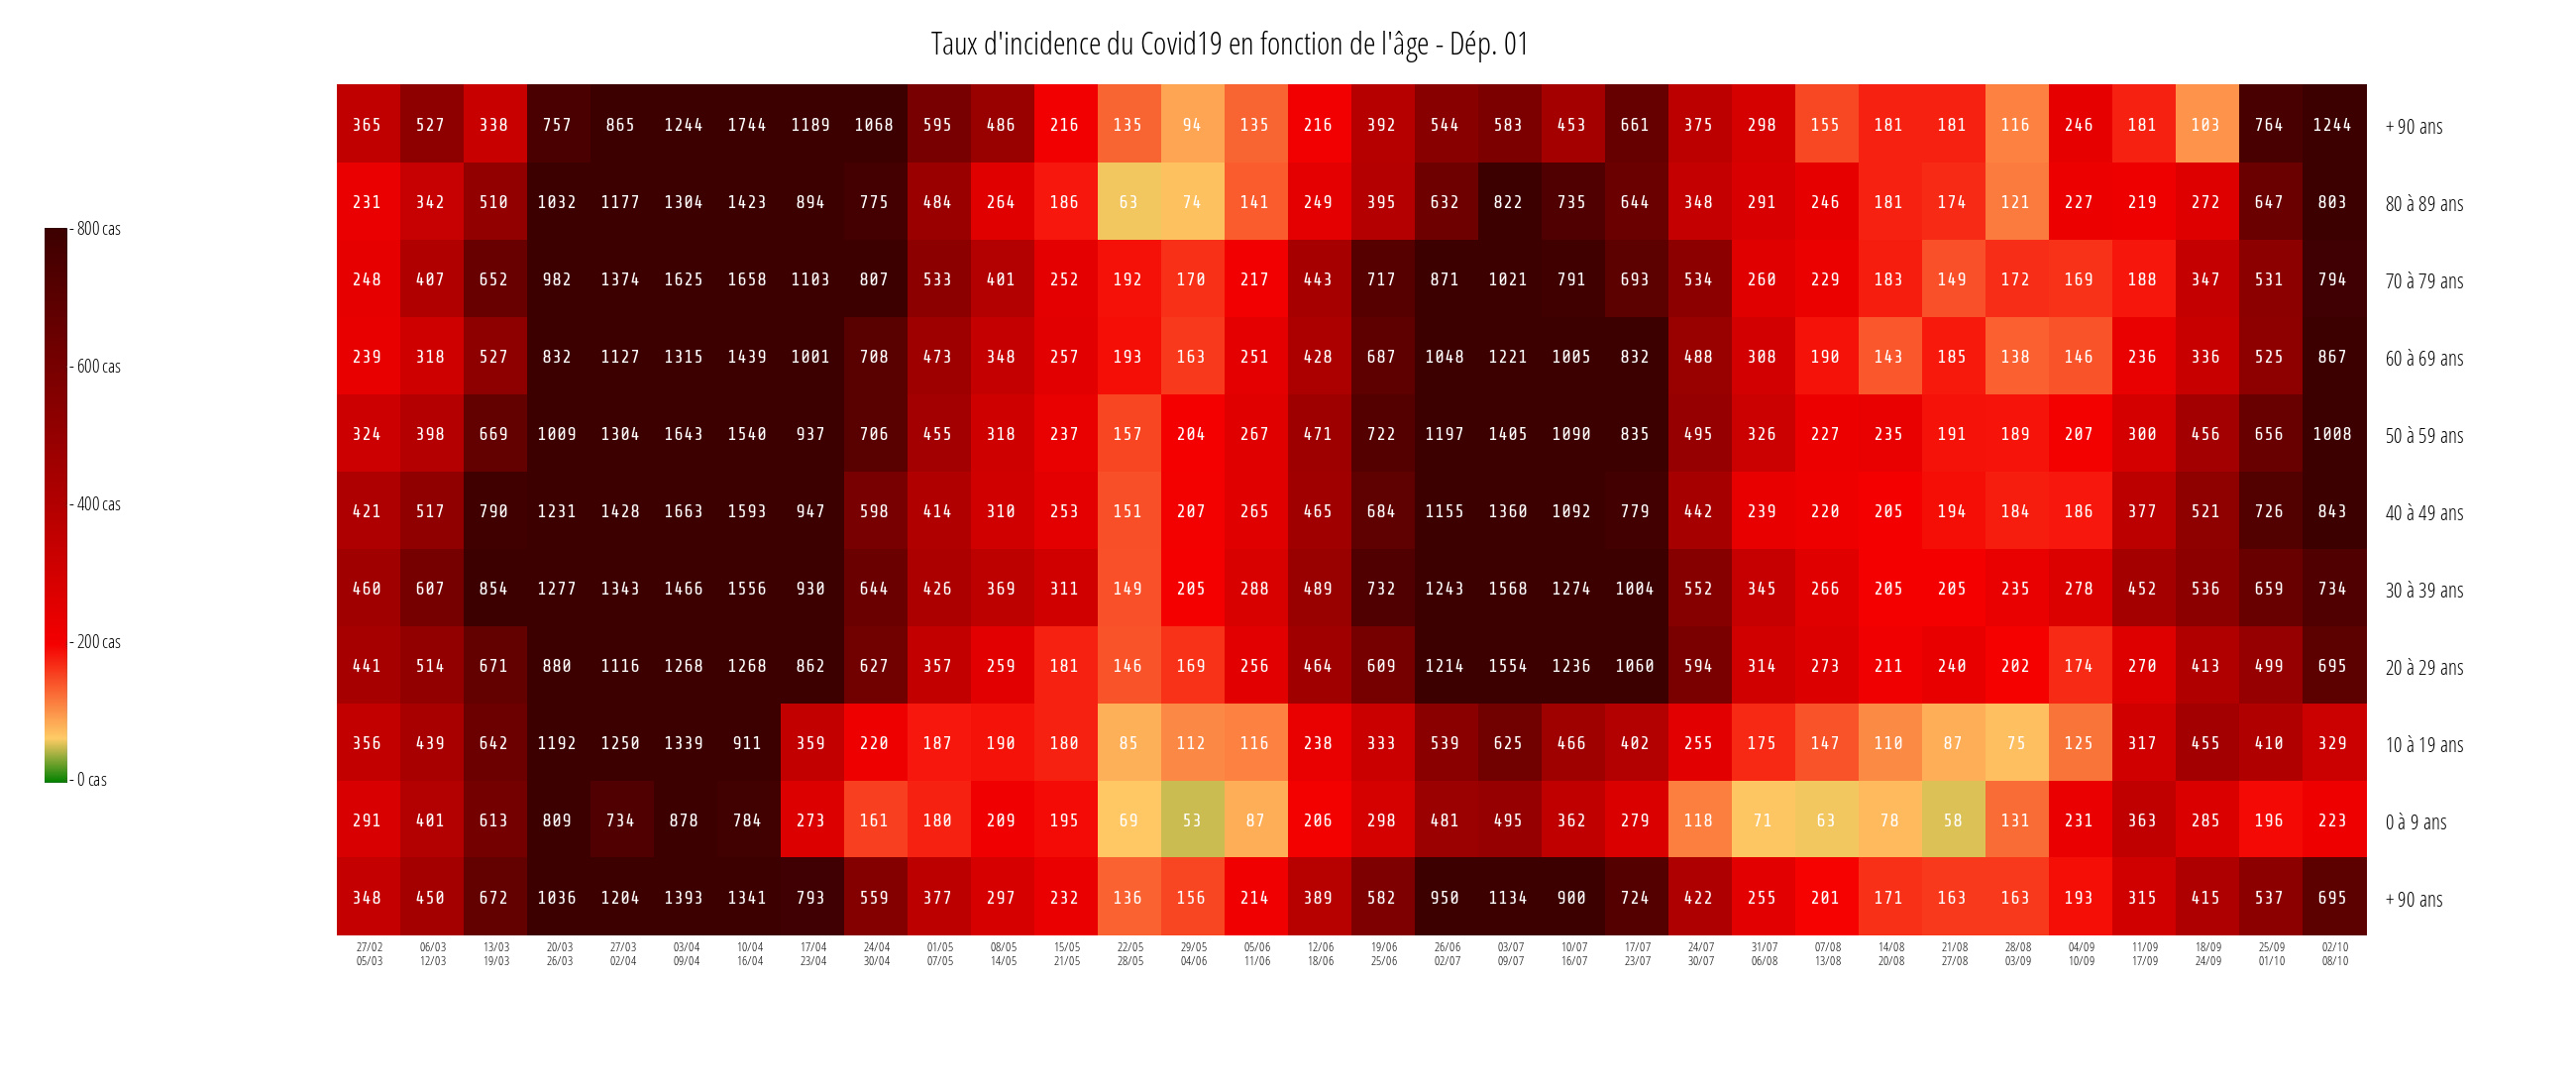 Taux d'incidence du Covid19 en fonction de l'âge - Dép. 01
- 800 cas
- 600 cas
- 400 cas
- 200 cas
- 0 cas
365 527 338 757 865 1244 1744 1189 1068 595 486 216 135 94 135 216 392 544 583 453 661 375 298 155 181 181 116 246 181 103 764 1244 + 90 ans
231 342 510 1032 1177 1304 1423 894 775 484 264 186 63 74 141 249 395 632 822 735 644 348 291 246 181 174 121 227 219 272 647 803 80 à 89 ans
248 407 652 982 1374 1625 1658 1103 807 533 401 252 192 170 217 443 717 871 1021 791 693 534 260 229 183 149 172 169 188 347 531 794 70 à 79 ans
239 318 527 832 1127 1315 1439 1001 708 473 348 257 193 163 251 428 687 1048 1221 1005 832 488 308 190 143 185 138 146 236 336 525 867 60 à 69 ans
324 398 669 1009 1304 1643 1540 937 706 455 318 237 157 204 267 471 722 1197 1405 1090 835 495 326 227 235 191 189 207 300 456 656 1008 50 à 59 ans
421 517 790 1231 1428 1663 1593 947 598 414 310 253 151 207 265 465 684 1155 1360 1092 779 442 239 220 205 194 184 186 377 521 726 843 40 à 49 ans
460 607 854 1277 1343 1466 1556 930 644 426 369 311 149 205 288 489 732 1243 1568 1274 1004 552 345 266 205 205 235 278 452 536 659 734 30 à 39 ans
441 514 671 880 1116 1268 1268 862 627 357 259 181 146 169 256 464 609 1214 1554 1236 1060 594 314 273 211 240 202 174 270 413 499 695 20 à 29 ans
356 439 642 1192 1250 1339 911 359 220 187 190 180 85 112 116 238 333 539 625 466 402 255 175 147 110 87 75 125 317 455 410 329 10 à 19 ans
291 401 613 809 734 878 784 273 161 180 209 195 69 53 87 206 298 481 495 362 279 118 71 63 78 58 131 231 363 285 196 223 0 à 9 ans
348 450 672 1036 1204 1393 1341 793 559 377 297 232 136 156 214 389 582 950 1134 900 724 422 255 201 171 163 163 193 315 415 537 695 + 90 ans
27/02 06/03 13/03 20/03 27/03 03/04 10/04 17/04 24/04 01/05 08/05 15/05 22/05 29/05 05/06 12/06 19/06 26/06 03/07 10/07 17/07 24/07 31/07 07/08 14/08 21/08 28/08 04/09 11/09 18/09 25/09 02/10
05/03 12/03 19/03 26/03 02/04 09/04 16/04 23/04 30/04 07/05 14/05 21/05 28/05 04/06 11/06 18/06 25/06 02/07 09/07 16/07 23/07 30/07 06/08 13/08 20/08 27/08 03/09 10/09 17/09 24/09 01/10 08/10